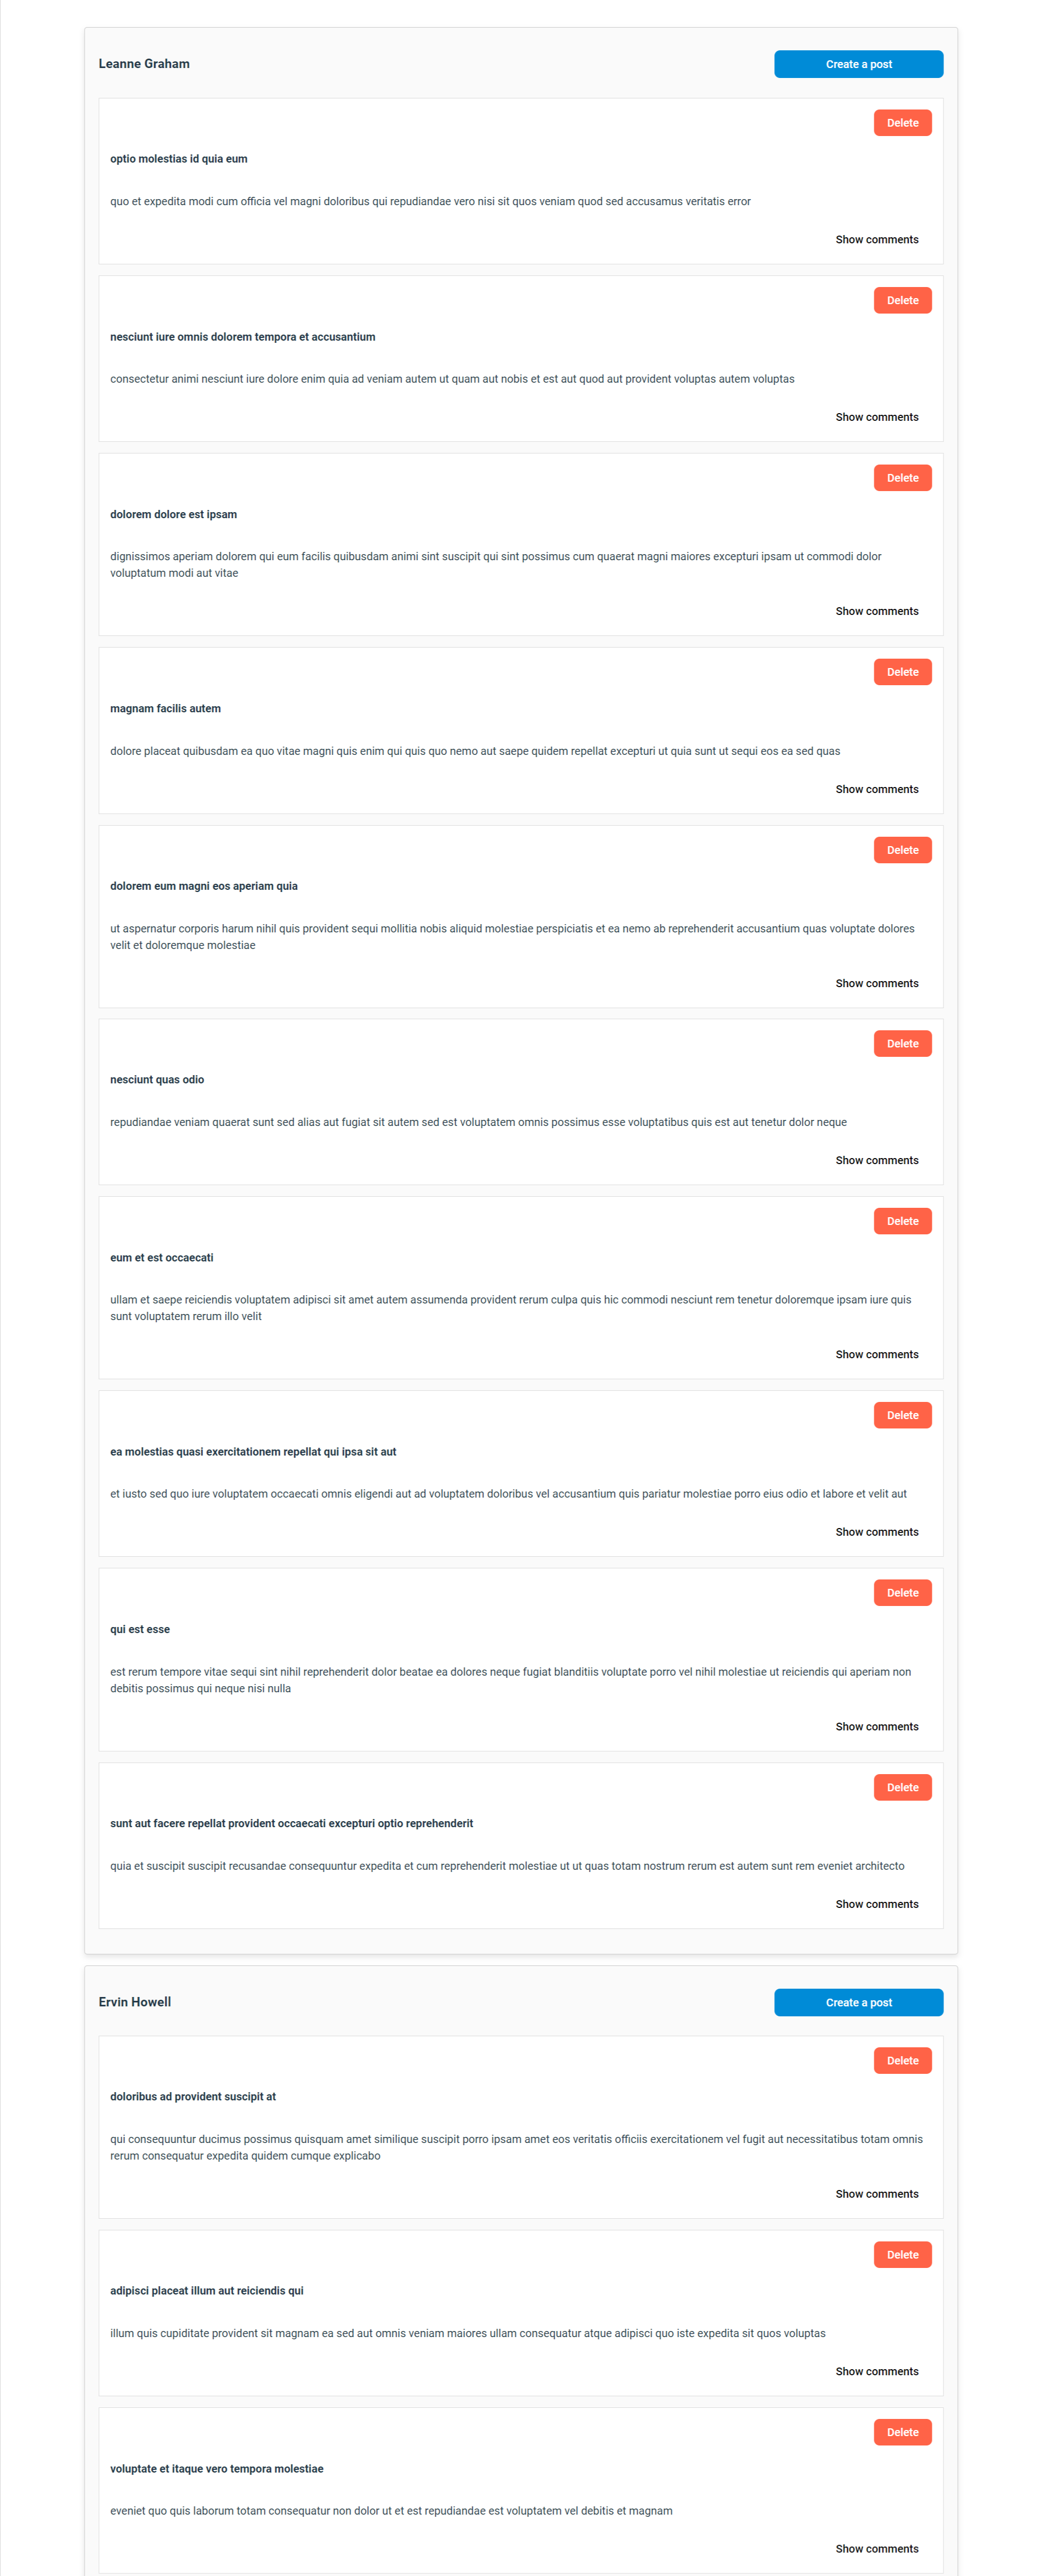 Leanne Graham
Create a post
Delete
optio molestias id quia eum
quo et expedita modi cum officia vel magni doloribus qui repudiandae vero nisi sit quos veniam quod sed accusamus veritatis error
Show comments
Delete
nesciunt iure omnis dolorem tempora et accusantium
consectetur animi nesciunt iure dolore enim quia ad veniam autem ut quam aut nobis et est aut quod aut provident voluptas autem voluptas
Show comments
Delete
dolorem dolore est ipsam
dignissimos aperiam dolorem qui eum facilis quibusdam animi sint suscipit qui sint possimus cum quaerat magni maiores excepturi ipsam ut commodi dolor
voluptatum modi aut vitae
Show comments
Delete
magnam facilis autem
dolore placeat quibusdam ea quo vitae magni quis enim qui quis quo nemo aut saepe quidem repellat excepturi ut quia sunt ut sequi eos ea sed quas
Show comments
Delete
dolorem eum magni eos aperiam quia
ut aspernatur corporis harum nihil quis provident sequi mollitia nobis aliquid molestiae perspiciatis et ea nemo ab reprehenderit accusantium quas voluptate dolores
velit et doloremque molestiae
Show comments
Delete
nesciunt quas odio
repudiandae veniam quaerat sunt sed alias aut fugiat sit autem sed est voluptatem omnis possimus esse voluptatibus quis est aut tenetur dolor neque
Show comments
Delete
eum et est occaecati
ullam et saepe reiciendis voluptatem adipisci sit amet autem assumenda provident rerum culpa quis hic commodi nesciunt rem tenetur doloremque ipsam iure quis
sunt voluptatem rerum illo velit
Show comments
Delete
ea molestias quasi exercitationem repellat qui ipsa sit aut
et iusto sed quo iure voluptatem occaecati omnis eligendi aut ad voluptatem doloribus vel accusantium quis pariatur molestiae porro eius odio et labore et velit aut
Show comments
Delete
qui est esse
est rerum tempore vitae sequi sint nihil reprehenderit dolor beatae ea dolores neque fugiat blanditiis voluptate porro vel nihil molestiae ut reiciendis qui aperiam non
debitis possimus qui neque nisi nulla
Show comments
Delete
sunt aut facere repellat provident occaecati excepturi optio reprehenderit
quia et suscipit suscipit recusandae consequuntur expedita et cum reprehenderit molestiae ut ut quas totam nostrum rerum est autem sunt rem eveniet architecto
Show comments
Ervin Howell
Create a post
Delete
doloribus ad provident suscipit at
qui consequuntur ducimus possimus quisquam amet similique suscipit porro ipsam amet eos veritatis officiis exercitationem vel fugit aut necessitatibus totam omnis
rerum consequatur expedita quidem cumque explicabo
Show comments
Delete
adipisci placeat illum aut reiciendis qui
illum quis cupiditate provident sit magnam ea sed aut omnis veniam maiores ullam consequatur atque adipisci quo iste expedita sit quos voluptas
Show comments
Delete
voluptate et itaque vero tempora molestiae
eveniet quo quis laborum totam consequatur non dolor ut et est repudiandae est voluptatem vel debitis et magnam
Show comments